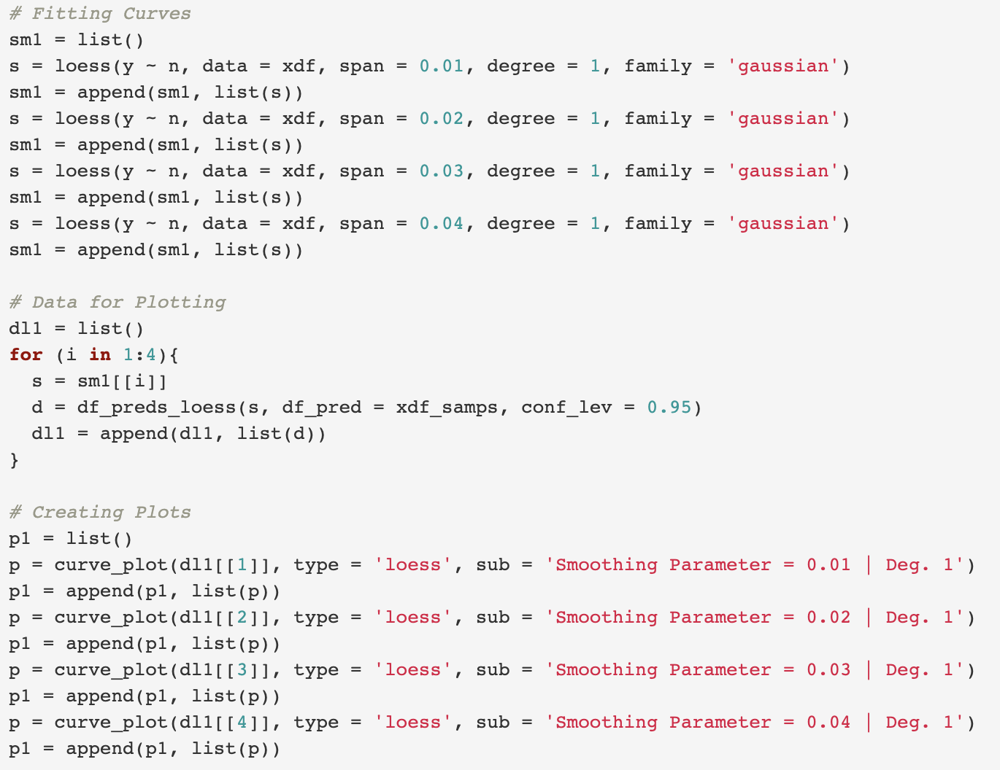 # Fitting Curves
sm1 = list()
s = loess(y ~ n, data = xdf, span = 0.01, degree = 1, family = 'gaussian')
sm1 = append(sm1, list(s))
s = loess(y ~ n, data = xdf, span = 0.02, degree = 1, family = 'gaussian')
sm1 = append(sm1, list(s))
s = loess(y ~ n, data = xdf, span = 0.03, degree = 1, family = 'gaussian')
sm1 = append(sm1, list(s))
s = loess(y ~ n, data = xdf, span = 0.04, degree = 1, family = 'gaussian')
sm1 = append(sm1, list(s))

# Data for Plotting
dl1 = list()
for (i in 1:4){
  s = sm1[[i]]
  d = df_preds_loess(s, df_pred = xdf_samps, conf_lev = 0.95)
  dl1 = append(dl1, list(d))
}

# Creating Plots
p1 = list()
p = curve_plot(dl1[[1]], type = 'loess', sub = 'Smoothing Parameter = 0.01 | Deg. 1')
p1 = append(p1, list(p))
p = curve_plot(dl1[[2]], type = 'loess', sub = 'Smoothing Parameter = 0.02 | Deg. 1')
p1 = append(p1, list(p))
p = curve_plot(dl1[[3]], type = 'loess', sub = 'Smoothing Parameter = 0.03 | Deg. 1')
p1 = append(p1, list(p))
p = curve_plot(dl1[[4]], type = 'loess', sub = 'Smoothing Parameter = 0.04 | Deg. 1')
p1 = append(p1, list(p))